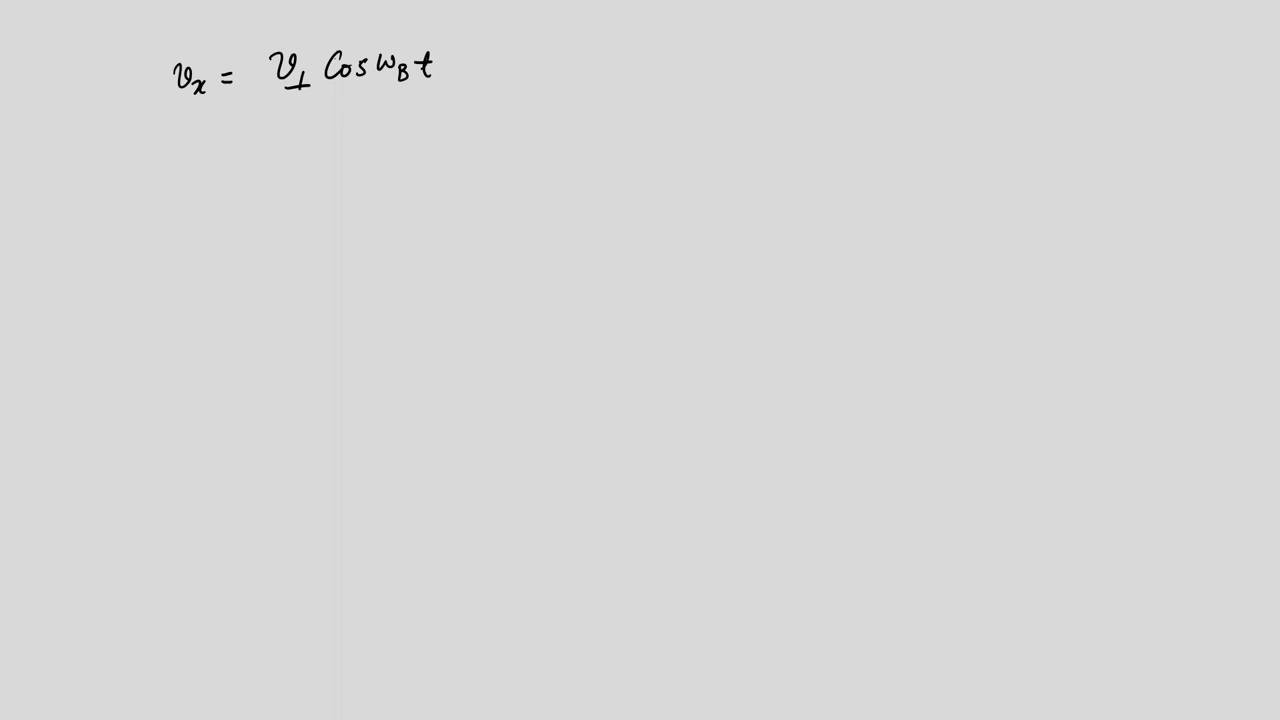 v_x = v_⊥ Cos ω_B t